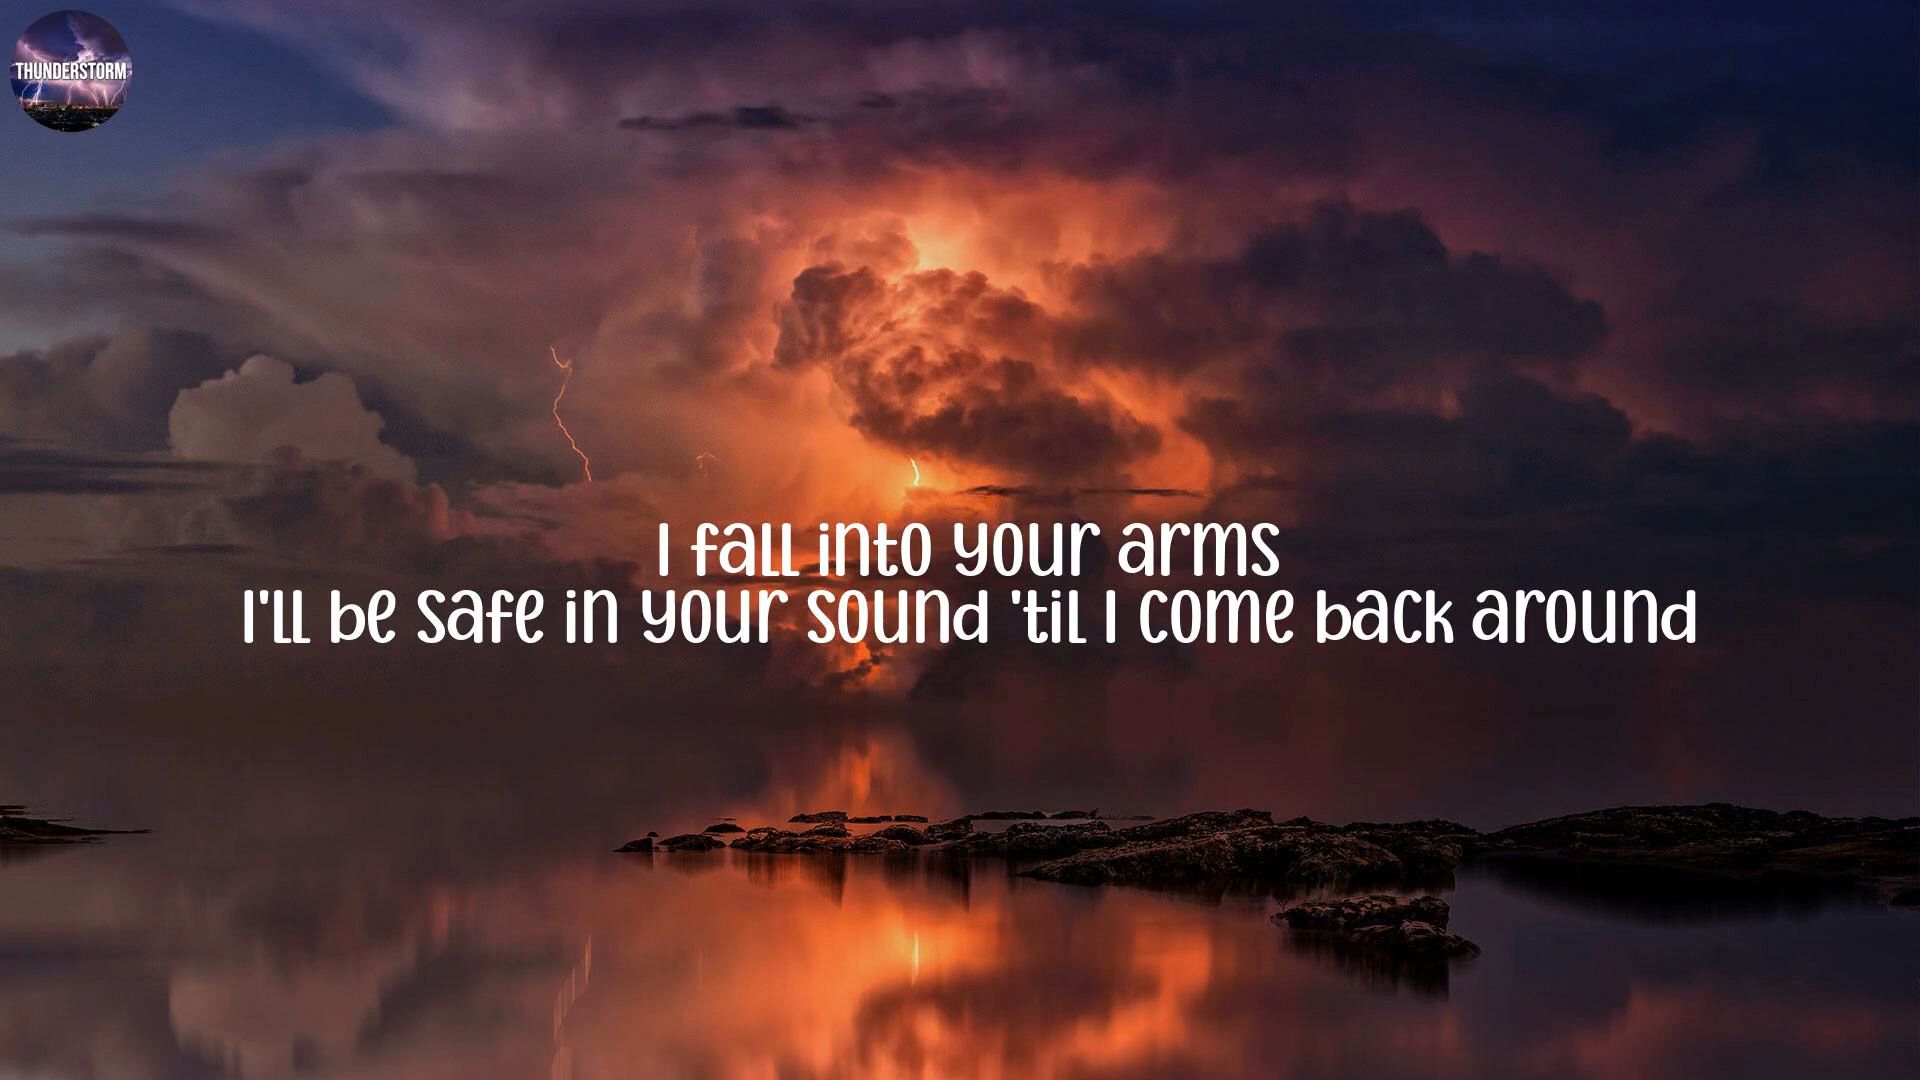 THUNDERSTORM
I fall into your arms
I'll be safe in your sound 'til I come back around